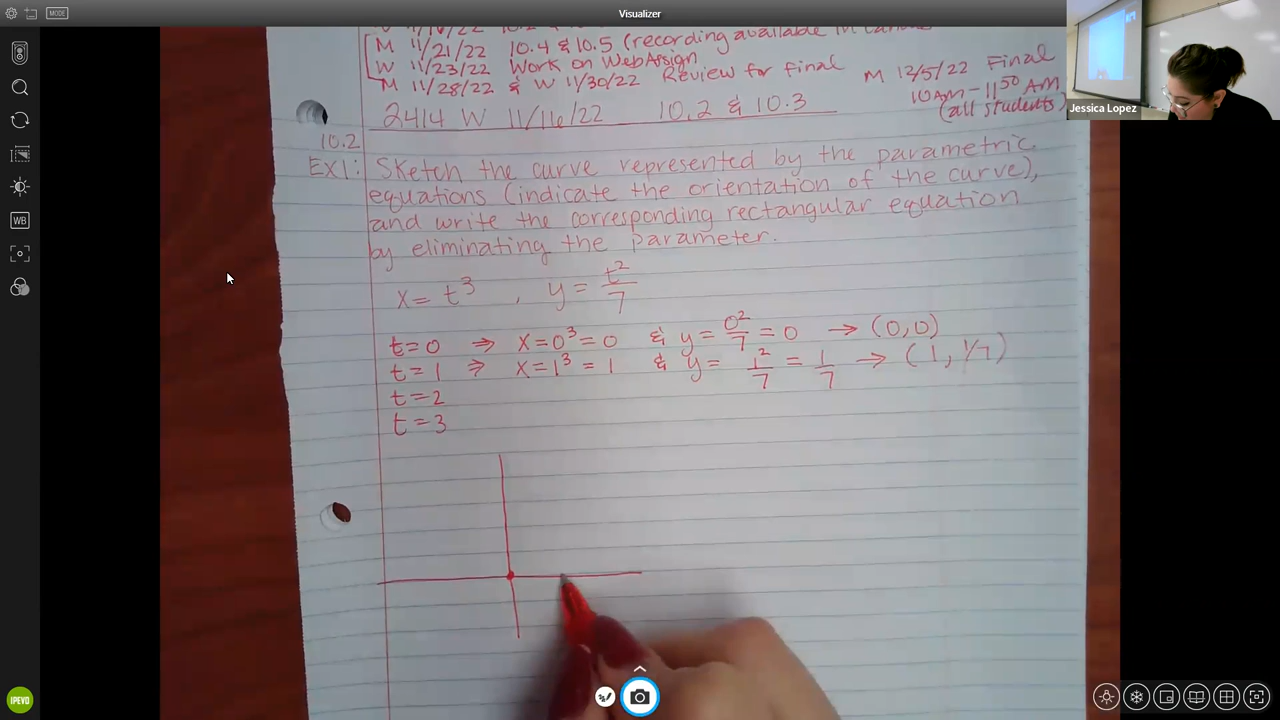 Visualizer
MODE
WB
IPEVO
Jessica Lopez
M 11/21/22 10.4 & 10.5 (recording available in
W 11/23/22 Work on WebAssign
M 11/28/22 & W 11/30/22 Review for final
M 12/5/22 Final
10AM-11:50 AM
(all students)
2414 W 11/16/22 10.2 & 10.3
10.2
EX1: Sketch the curve represented by the parametric
equations (indicate the orientation of the curve),
and write the corresponding rectangular equation
by eliminating the parameter.
x = t³ , y = t²/7
t=0 ⇒ x=0³=0 & y=0²/7=0 → (0,0)
t=1 ⇒ x=1³=1 & y=1²/7=1/7 → (1,1/7)
t=2
t=3